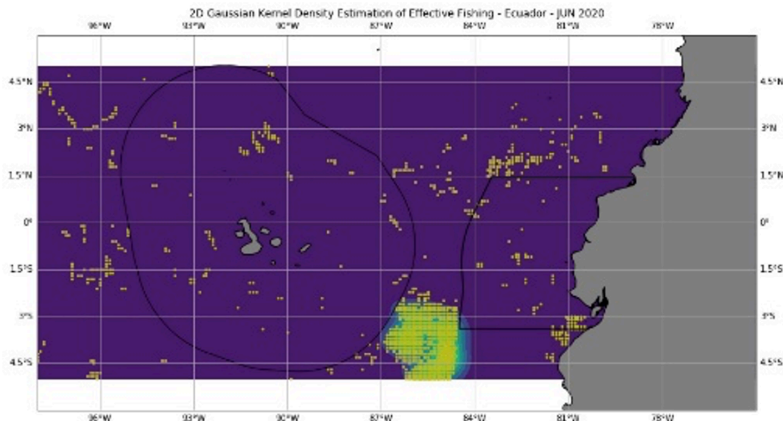 2D Gaussian Kernel Density Estimation of Effective Fishing - Ecuador - JUN 2020
96°W 93°W 90°W 87°W 84°W 81°W 78°W
4.5°N 4.5°N
3°N 3°N
1.5°N 1.5°N
0° 0°
1.5°S 1.5°S
3°S 3°S
4.5°S 4.5°S
96°W 93°W 90°W 87°W 84°W 81°W 78°W